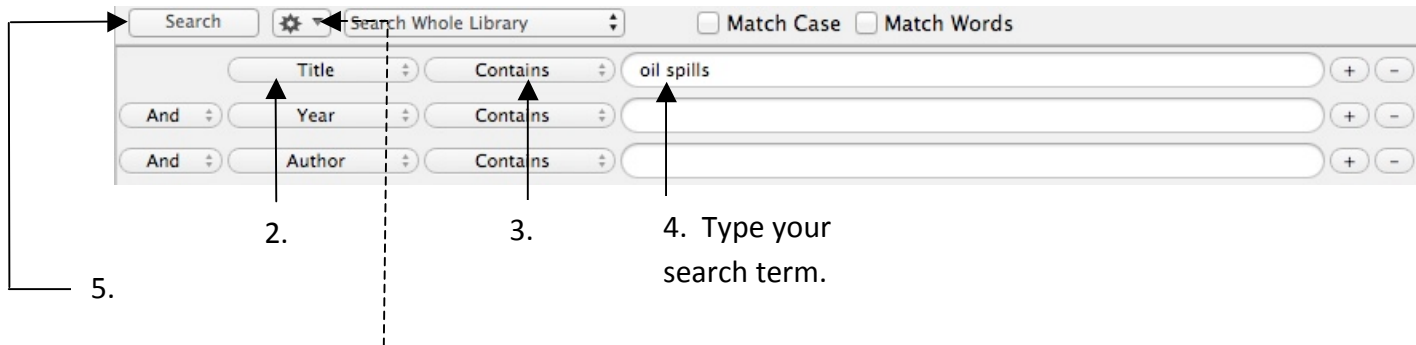 Search Search Whole Library Match Case Match Words
Title Contains oil spills + -
And Year Contains + -
And Author Contains + -
2. 3. 4. Type your
search term.
5.